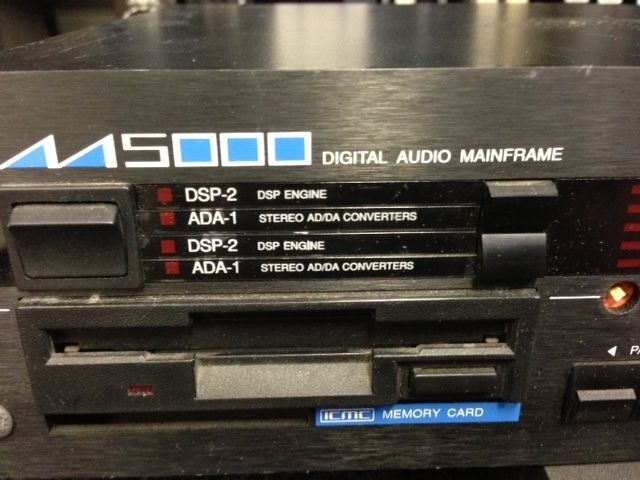 M5000 DIGITAL AUDIO MAINFRAME
DSP-2 DSP ENGINE
ADA-1 STEREO AD/DA CONVERTERS
DSP-2 DSP ENGINE
ADA-1 STEREO AD/DA CONVERTERS
ICMC MEMORY CARD